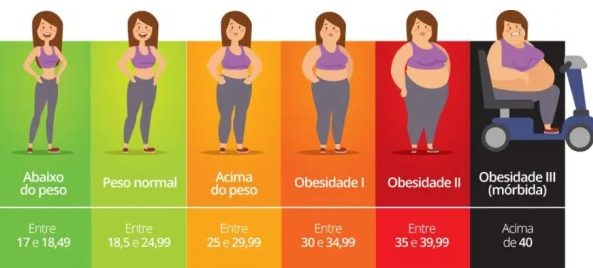 Abaixo
do peso
Peso normal
Acima
do peso
Obesidade I
Obesidade II
Obesidade III
(mórbida)
Entre
17 e 18,49
Entre
18,5 e 24,99
Entre
25 e 29,99
Entre
30 e 34,99
Entre
35 e 39,99
Acima
de 40